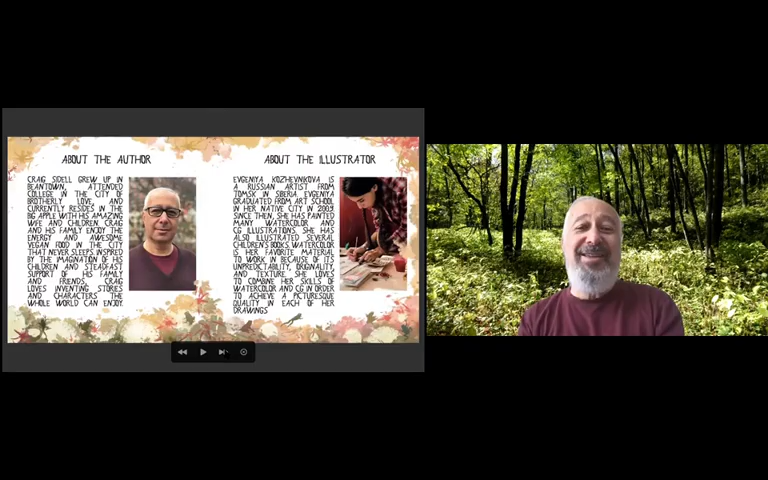 ABOUT THE AUTHOR
CRAIG SIDELL GREW UP IN
BEANTOWN, ATTENDED
COLLEGE IN THE CITY OF
BROTHERLY LOVE, AND
CURRENTLY RESIDES IN THE
BIG APPLE WITH HIS AMAZING
WIFE AND CHILDREN. CRAIG
AND HIS FAMILY ENJOY THE
ENERGY AND AWESOME
VEGAN FOOD IN THE CITY
THAT NEVER SLEEPS. INSPIRED
BY THE IMAGINATION OF HIS
CHILDREN AND STEADFAST
SUPPORT OF HIS FAMILY
AND FRIENDS, CRAIG
LOVES INVENTING STORIES
AND CHARACTERS THE
WHOLE WORLD CAN ENJOY.
ABOUT THE ILLUSTRATOR
EVGENIYA KOZHEVNIKOVA IS
A RUSSIAN ARTIST FROM
TOMSK IN SIBERIA. EVGENIYA
GRADUATED FROM ART SCHOOL
IN HER NATIVE CITY IN 2009.
SINCE THEN, SHE HAS PAINTED
MANY WATERCOLOR AND
CG ILLUSTRATIONS. SHE HAS
ALSO ILLUSTRATED SEVERAL
CHILDREN'S BOOKS. WATERCOLOR
IS HER FAVORITE MATERIAL
TO WORK IN BECAUSE OF ITS
UNPREDICTABILITY, ORIGINALITY,
AND TEXTURE. SHE LOVES
TO COMBINE HER SKILLS OF
WATERCOLOR AND CG IN ORDER
TO ACHIEVE A PICTURESQUE
QUALITY IN EACH OF HER
DRAWINGS.